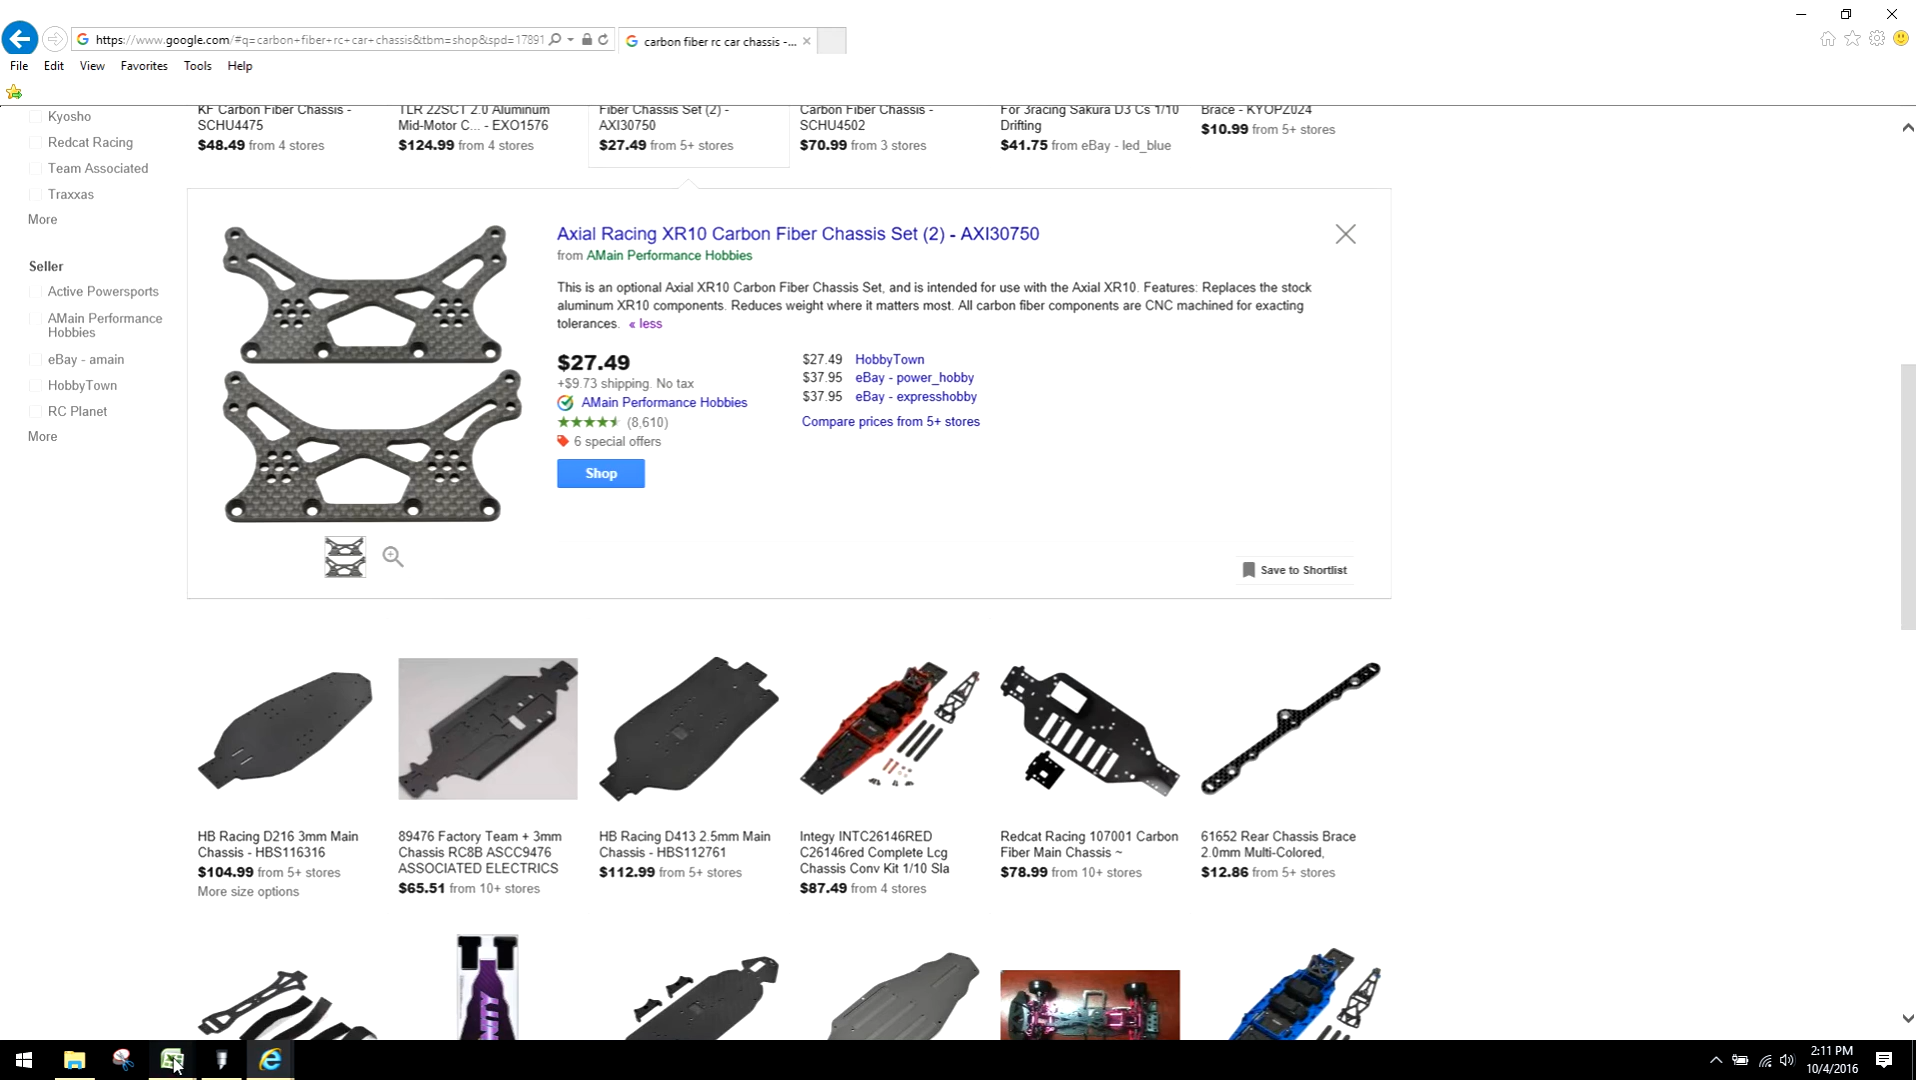 https://www.google.com/#q=carbon+fiber+rc+car+chassis&tbm=shop&spd=17891
carbon fiber rc car chassis -...
File Edit View Favorites Tools Help
Kyosho
Redcat Racing
Team Associated
Traxxas
More
Seller
Active Powersports
AMain Performance
Hobbies
eBay - amain
HobbyTown
RC Planet
More
KF Carbon Fiber Chassis -
SCHU4475
$48.49 from 4 stores
TLR 22SCT 2.0 Aluminum
Mid-Motor C... - EXO1576
$124.99 from 4 stores
Fiber Chassis Set (2) -
AXI30750
$27.49 from 5+ stores
Carbon Fiber Chassis -
SCHU4502
$70.99 from 3 stores
For 3racing Sakura D3 Cs 1/10
Drifting
$41.75 from eBay - led_blue
Brace - KYOPZ024
$10.99 from 5+ stores
Axial Racing XR10 Carbon Fiber Chassis Set (2) - AXI30750
from AMain Performance Hobbies
This is an optional Axial XR10 Carbon Fiber Chassis Set, and is intended for use with the Axial XR10. Features: Replaces the stock
aluminum XR10 components. Reduces weight where it matters most. All carbon fiber components are CNC machined for exacting
tolerances. « less
$27.49
+$9.73 shipping. No tax
AMain Performance Hobbies
(8,610)
6 special offers
Shop
$27.49 HobbyTown
$37.95 eBay - power_hobby
$37.95 eBay - expresshobby
Compare prices from 5+ stores
Save to Shortlist
HB Racing D216 3mm Main
Chassis - HBS116316
$104.99 from 5+ stores
More size options
89476 Factory Team + 3mm
Chassis RC8B ASCC9476
ASSOCIATED ELECTRICS
$65.51 from 10+ stores
HB Racing D413 2.5mm Main
Chassis - HBS112761
$112.99 from 5+ stores
Integy INTC26146RED
C26146red Complete Lcg
Chassis Conv Kit 1/10 Sla
$87.49 from 4 stores
Redcat Racing 107001 Carbon
Fiber Main Chassis ~
$78.99 from 10+ stores
61652 Rear Chassis Brace
2.0mm Multi-Colored,
$12.86 from 5+ stores
2:11 PM
10/4/2016